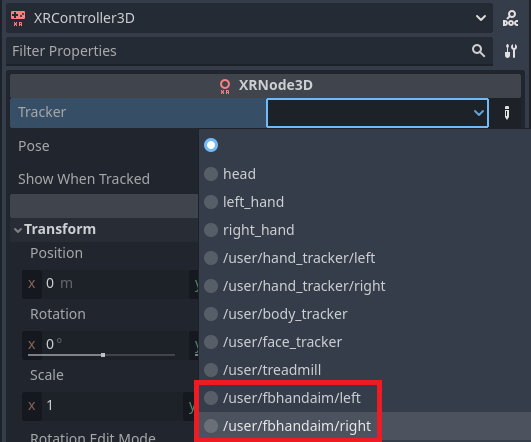 XRController3D
DOC
Filter Properties
XR
XRNode3D
Tracker
Pose
Show When Tracked
head
left_hand
right_hand
/user/hand_tracker/left
/user/hand_tracker/right
/user/body_tracker
/user/face_tracker
/user/treadmill
/user/fbhandaim/left
/user/fbhandaim/right
Transform
Position
x 0 m y
Rotation
x 0° y
Scale
x 1 y
Rotation Edit Mode